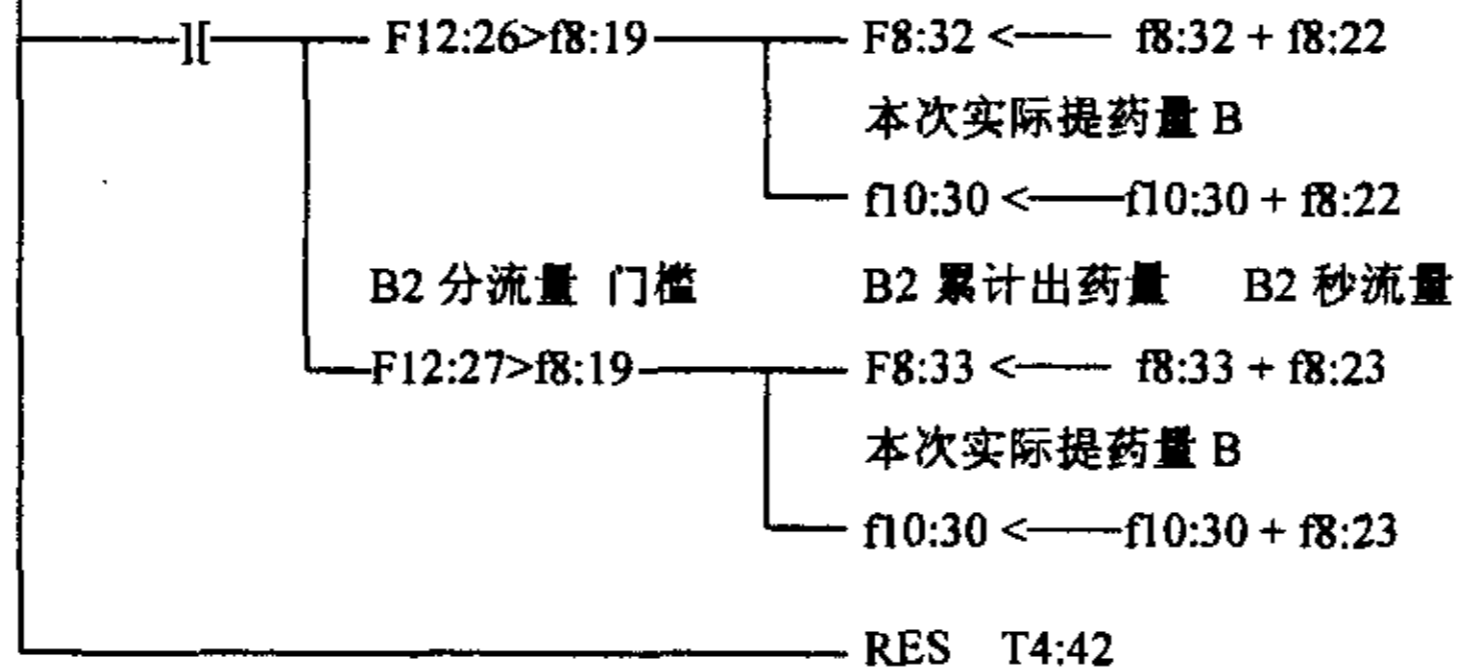 ][ F12:26>f8:19 F8:32 <—— f8:32 + f8:22
本次实际提药量 B
f10:30 <——f10:30 + f8:22
B2 分流量 门槛 B2 累计出药量 B2 秒流量
F12:27>f8:19 F8:33 <—— f8:33 + f8:23
本次实际提药量 B
f10:30 <——f10:30 + f8:23
RES T4:42